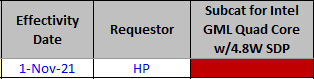 Effectivity
Date
Requestor
Subcat for Intel
GML Quad Core
w/4.8W SDP
1-Nov-21
HP